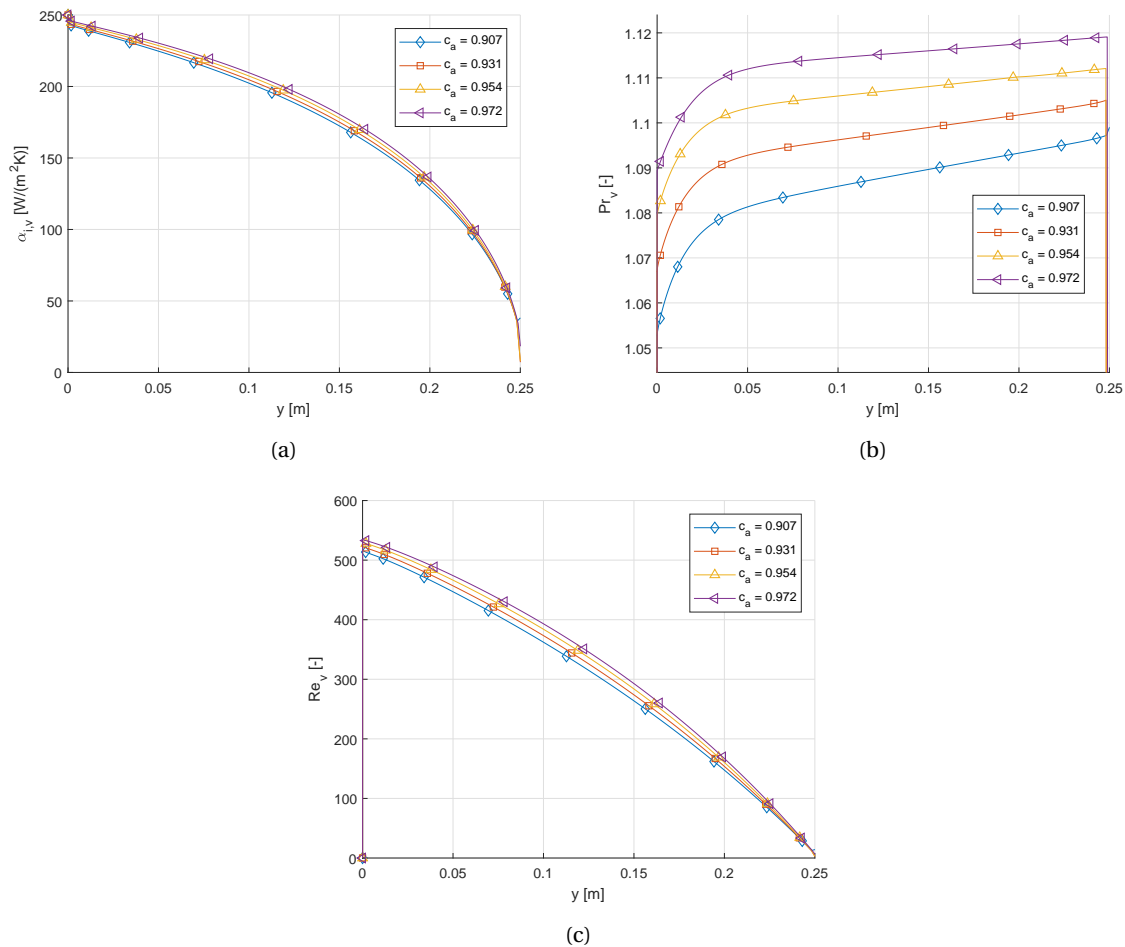 250
200
150
100
50
0
α_{i,v} [W/(m^2K)]
c_a = 0.907
c_a = 0.931
c_a = 0.954
c_a = 0.972
0 0.05 0.1 0.15 0.2 0.25
y [m]
(a)
1.12
1.11
1.1
1.09
1.08
1.07
1.06
1.05
Pr_v [-]
c_a = 0.907
c_a = 0.931
c_a = 0.954
c_a = 0.972
0 0.05 0.1 0.15 0.2 0.25
y [m]
(b)
600
500
400
300
200
100
0
Re_v [-]
c_a = 0.907
c_a = 0.931
c_a = 0.954
c_a = 0.972
0 0.05 0.1 0.15 0.2 0.25
y [m]
(c)